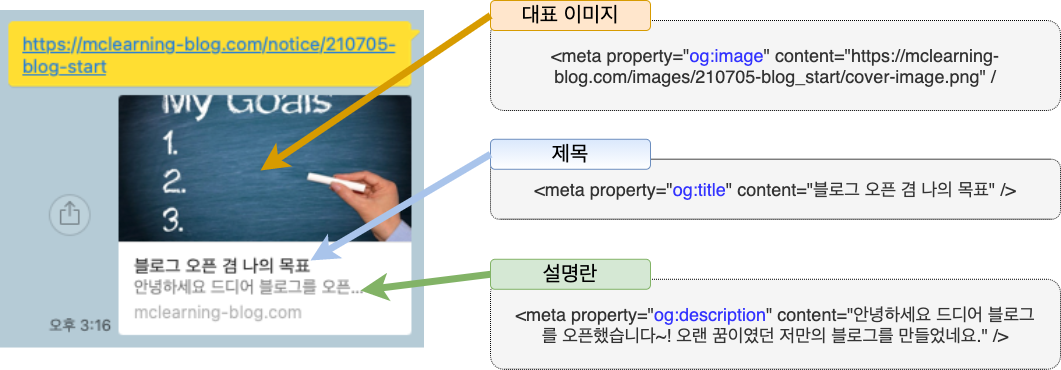 https://mclearning-blog.com/notice/210705-
blog-start
My Goals
1.
2.
3.
블로그 오픈 겸 나의 목표
안녕하세요 드디어 블로그를 오픈...
mclearning-blog.com
오후 3:16
대표 이미지
<meta property="og:image" content="https://mclearning-
blog.com/images/210705-blog_start/cover-image.png" /
제목
<meta property="og:title" content="블로그 오픈 겸 나의 목표" />
설명란
<meta property="og:description" content="안녕하세요 드디어 블로그
를 오픈했습니다~! 오랜 꿈이였던 저만의 블로그를 만들었네요." />